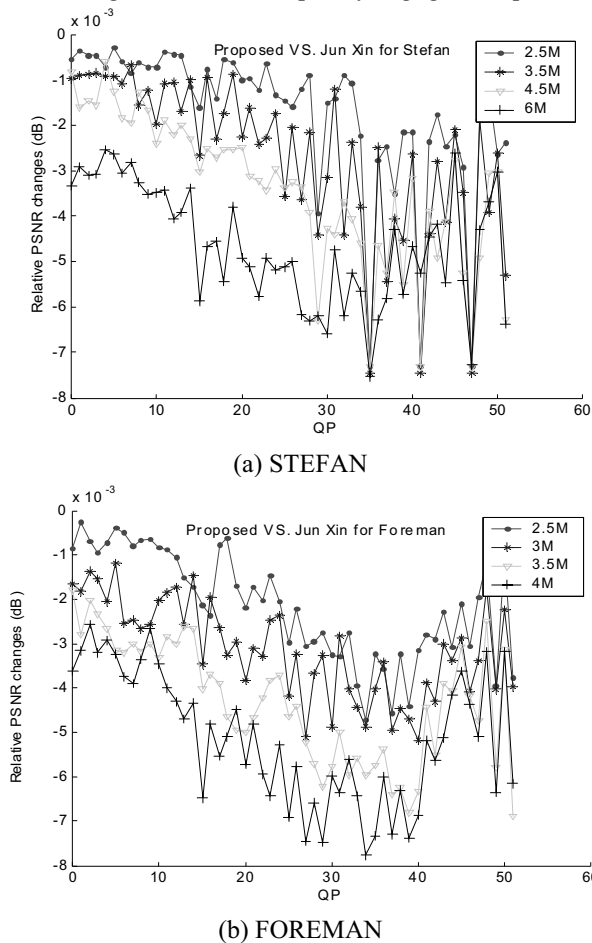 x 10⁻³
Proposed VS. Jun Xin for Stefan
2.5M
3.5M
4.5M
6M
Relative PSNR changes (dB)
0
-1
-2
-3
-4
-5
-6
-7
-8
0 10 20 30 40 50 60
QP
(a) STEFAN
x 10⁻³
Proposed VS. Jun Xin for Foreman
2.5M
3M
3.5M
4M
Relative PSNR changes (dB)
0
-1
-2
-3
-4
-5
-6
-7
-8
0 10 20 30 40 50 60
QP
(b) FOREMAN